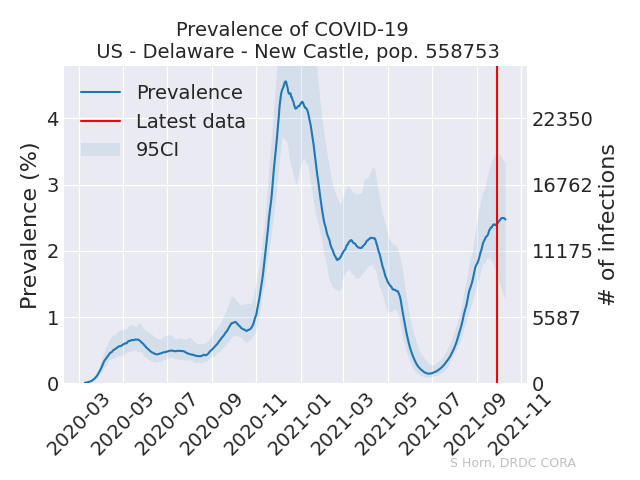 Prevalence of COVID-19
US - Delaware - New Castle, pop. 558753
Prevalence
Latest data
95CI
Prevalence (%)
4
3
2
1
0
22350
16762
11175
5587
0
# of infections
2020-03
2020-05
2020-07
2020-09
2020-11
2021-01
2021-03
2021-05
2021-07
2021-09
2021-11
S Horn, DRDC CORA